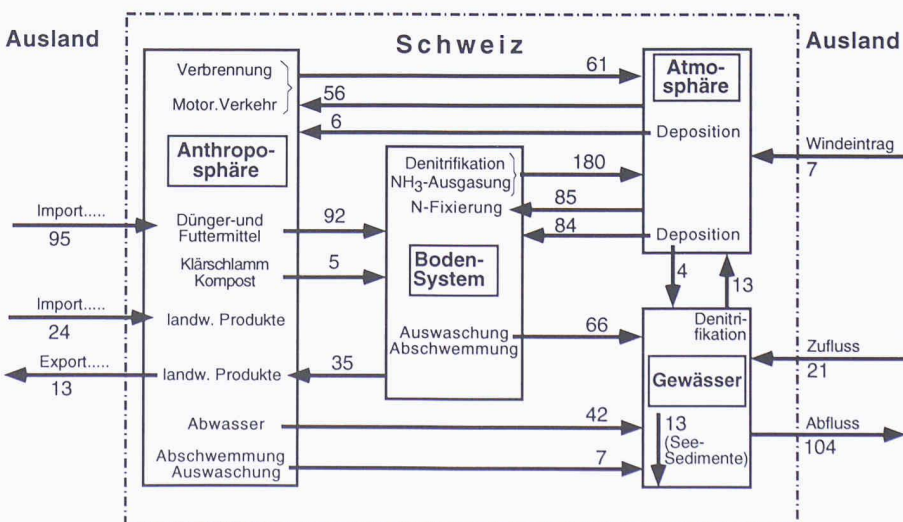 Ausland
Schweiz
Ausland
Verbrennung
Motor.Verkehr
61
56
6
Atmo-
sphäre
Deposition
Windeintrag
7
Anthropo-
sphäre
Denitrifikation
NH3-Ausgasung
180
N-Fixierung
85
84
Deposition
Import.....
95
Dünger-und
Futtermittel
92
Klärschlamm
Kompost
5
Boden-
System
4
13
Import.....
24
landw. Produkte
Auswaschung
Abschwemmung
66
Denitri-
fikation
Export.....
13
landw. Produkte
35
Gewässer
Zufluss
21
Abwasser
42
13
(See-
Sedimente)
Abfluss
104
Abschwemmung
Auswaschung
7